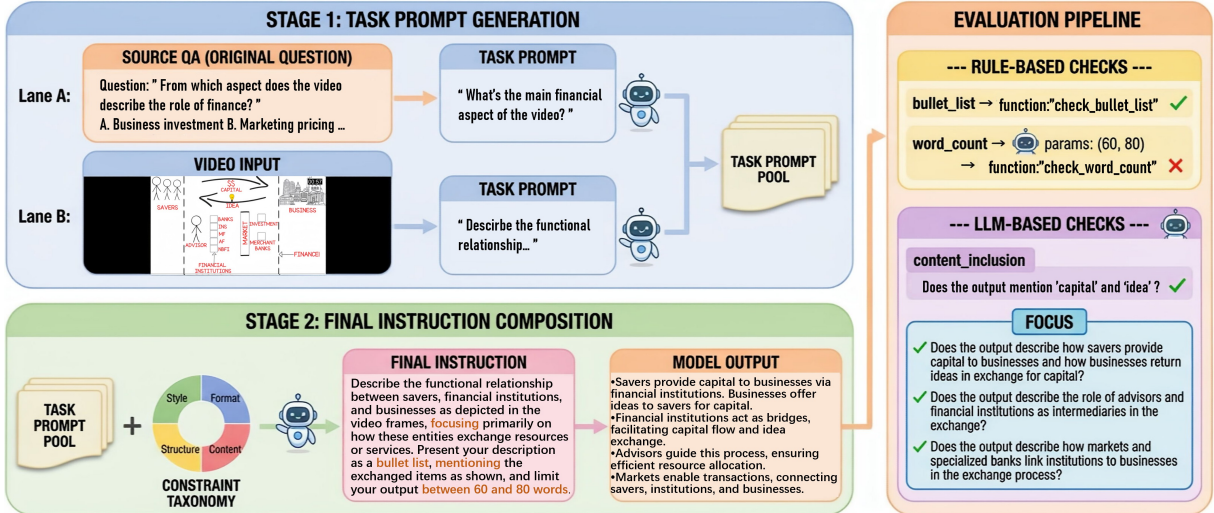 STAGE 1: TASK PROMPT GENERATION
Lane A:
SOURCE QA (ORIGINAL QUESTION)
Question: " From which aspect does the video
describe the role of finance? "
A. Business investment B. Marketing pricing ...
TASK PROMPT
" What's the main financial
aspect of the video? "
Lane B:
VIDEO INPUT
00:57
$$
CAPITAL
IDEA
SAVERS
BUSINESS
ADVISOR
BANKS
INS
MF
AF
NBFI
MARKET
INVESTMENT
MERCHANT
BANKS
FINANCIAL
INSTITUTIONS
FINANCE!
TASK PROMPT
" Descirbe the functional
relationship... "
TASK PROMPT
POOL
STAGE 2: FINAL INSTRUCTION COMPOSITION
TASK
PROMPT
POOL
+
Style
Format
Structure
Content
CONSTRAINT
TAXONOMY
FINAL INSTRUCTION
Describe the functional relationship
between savers, financial institutions,
and businesses as depicted in the
video frames, focusing primarily on
how these entities exchange resources
or services. Present your description
as a bullet list, mentioning the
exchanged items as shown, and limit
your output between 60 and 80 words.
MODEL OUTPUT
•Savers provide capital to businesses via
financial institutions. Businesses offer
ideas to savers for capital.
•Financial institutions act as bridges,
facilitating capital flow and idea
exchange.
•Advisors guide this process, ensuring
efficient resource allocation.
•Markets enable transactions, connecting
savers, institutions, and businesses.
EVALUATION PIPELINE
--- RULE-BASED CHECKS ---
bullet_list → function:"check_bullet_list" ✓
word_count → params: (60, 80)
→ function:"check_word_count" ✗
--- LLM-BASED CHECKS ---
content_inclusion
Does the output mention 'capital' and 'idea' ? ✓
FOCUS
✓ Does the output describe how savers provide
capital to businesses and how businesses return
ideas in exchange for capital?
✓ Does the output describe the role of advisors and
financial institutions as intermediaries in the
exchange?
✓ Does the output describe how markets and
specialized banks link institutions to businesses
in the exchange process?